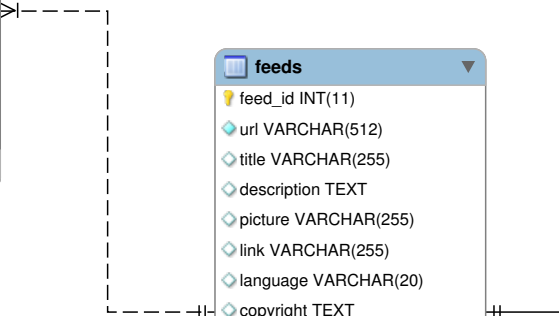 feeds
feed_id INT(11)
url VARCHAR(512)
title VARCHAR(255)
description TEXT
picture VARCHAR(255)
link VARCHAR(255)
language VARCHAR(20)
copyright TEXT